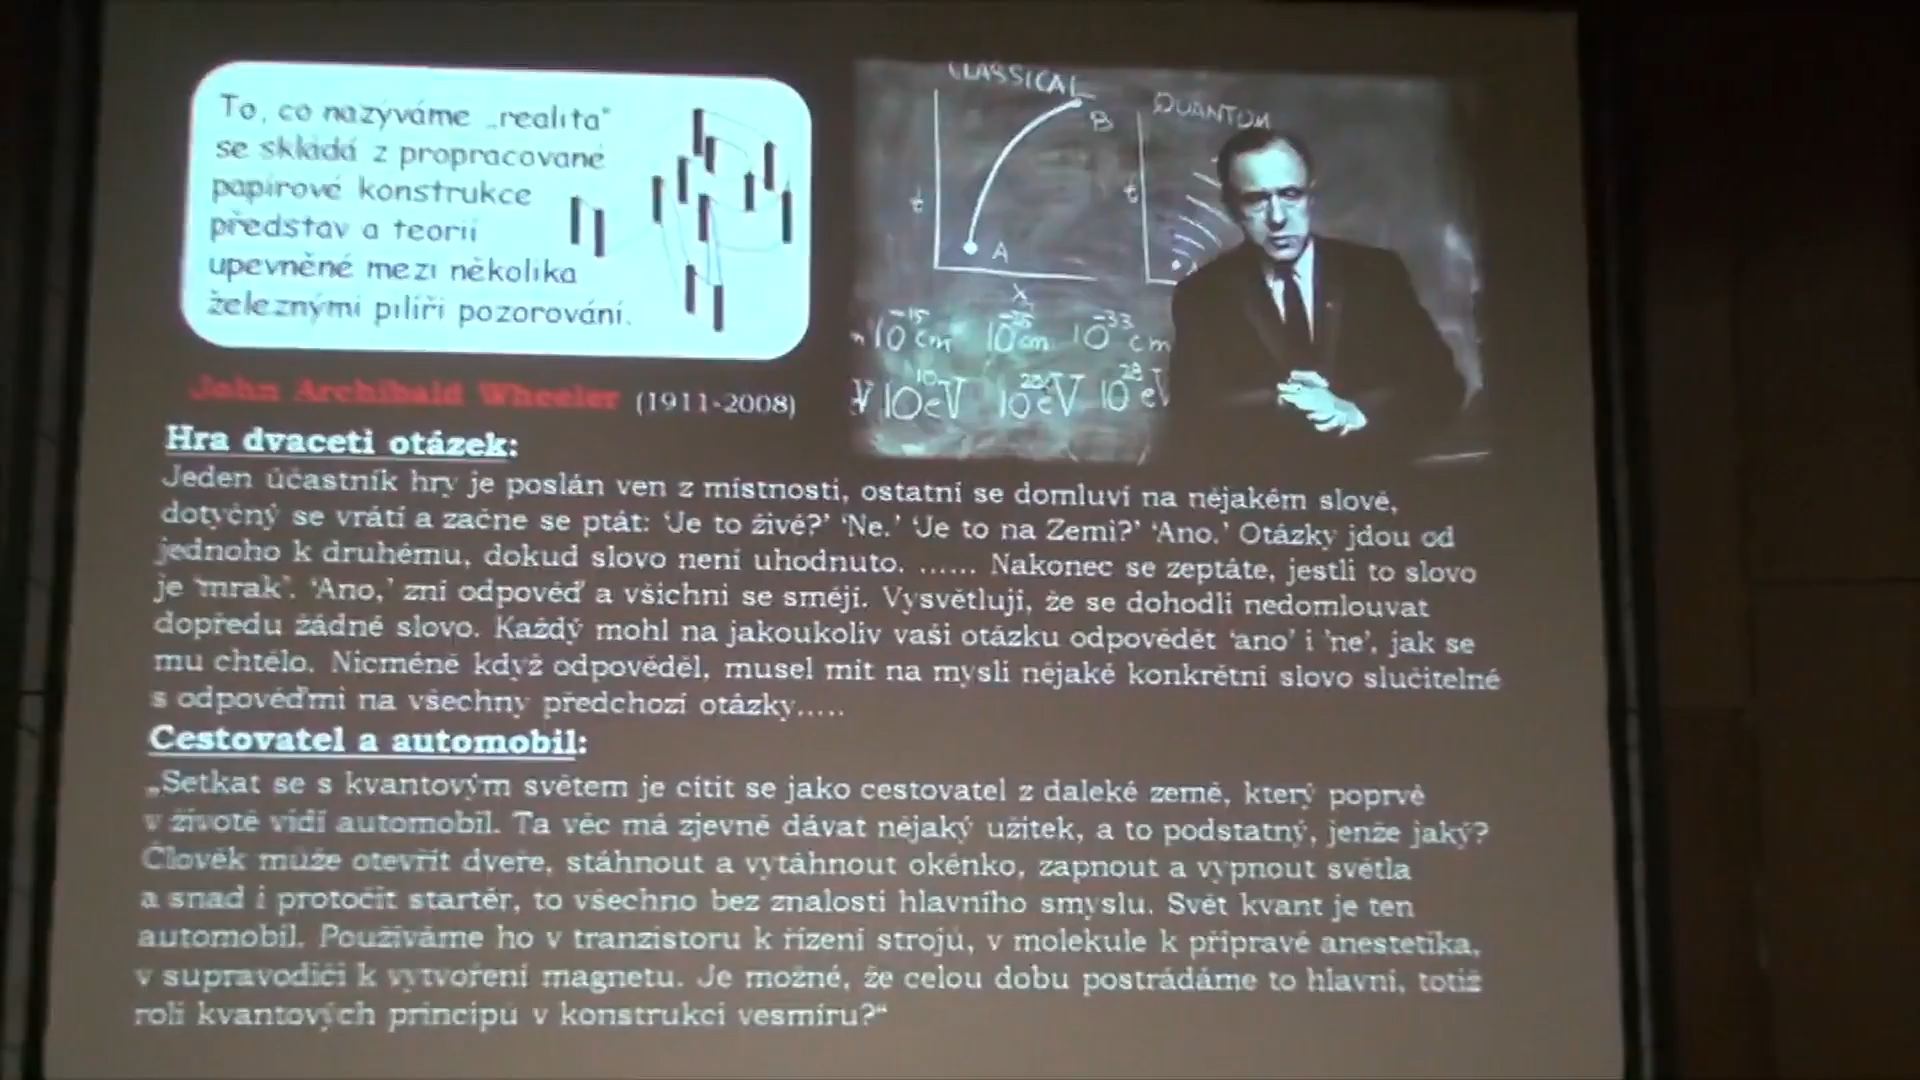 To, co nazýváme „realita“
se skládá z propracované
papírové konstrukce
představ a teorií
upevněné mezi několika
železnými pilíři pozorování.
CLASSICAL
B
t
A
X
QUANTUM
t
10⁻¹⁵ cm 10⁻²⁵ cm 10⁻³³ cm
10¹⁰ eV 10²⁰ eV 10²⁸ eV
John Archibald Wheeler (1911-2008)
Hra dvaceti otázek:
Jeden účastník hry je poslán ven z místnosti, ostatní se domluví na nějakém slově,
dotyčný se vrátí a začne se ptát: ‘Je to živé?’ ‘Ne.’ ‘Je to na Zemi?’ ‘Ano.’ Otázky jdou od
jednoho k druhému, dokud slovo není uhodnuto. …… Nakonec se zeptáte, jestli to slovo
je ‘mrak’. ‘Ano,’ zní odpověď a všichni se smějí. Vysvětlují, že se dohodli nedomlouvat
dopředu žádné slovo. Každý mohl na jakoukoliv vaši otázku odpovědět ‘ano’ i ’ne’, jak se
mu chtělo. Nicméně když odpověděl, musel mít na mysli nějaké konkrétní slovo slučitelné
s odpověďmi na všechny předchozí otázky…..
Cestovatel a automobil:
„Setkat se s kvantovým světem je cítit se jako cestovatel z daleké země, který poprvé
v životě vidí automobil. Ta věc má zjevně dávat nějaký užitek, a to podstatný, jenže jaký?
Člověk může otevřít dveře, stáhnout a vytáhnout okénko, zapnout a vypnout světla
a snad i protočit startér, to všechno bez znalosti hlavního smyslu. Svět kvant je ten
automobil. Používáme ho v tranzistoru k řízení strojů, v molekule k přípravě anestetika,
v supravodiči k vytvoření magnetu. Je možné, že celou dobu postrádáme to hlavní, totiž
roli kvantových principů v konstrukci vesmíru?“